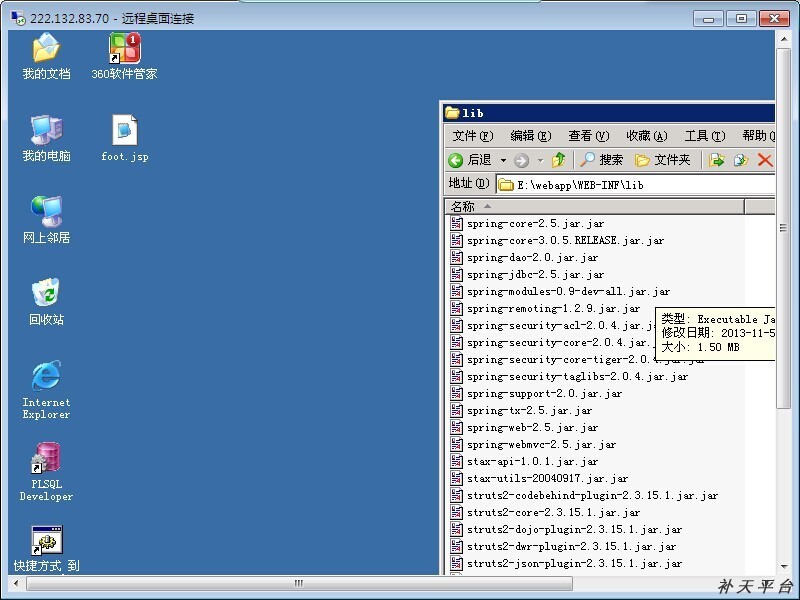 222.132.83.70 - 远程桌面连接
我的文档
360软件管家
1
我的电脑
foot.jsp
网上邻居
回收站
Internet
Explorer
PLSQL
Developer
快捷方式 到
lib
文件(F) 编辑(E) 查看(V) 收藏(A) 工具(T) 帮助(
后退 搜索 文件夹
地址(D) E:\webapp\WEB-INF\lib
名称
spring-core-2.5.jar.jar
spring-core-3.0.5.RELEASE.jar.jar
spring-dao-2.0.jar.jar
spring-jdbc-2.5.jar.jar
spring-modules-0.9-dev-all.jar.jar
spring-remoting-1.2.9.jar.jar
spring-security-acl-2.0.4.jar.j
spring-security-core-2.0.4.jar.
spring-security-core-tiger-2.0.4.jar.jar
spring-security-taglibs-2.0.4.jar.jar
spring-support-2.0.jar.jar
spring-tx-2.5.jar.jar
spring-web-2.5.jar.jar
spring-webmvc-2.5.jar.jar
stax-api-1.0.1.jar.jar
stax-utils-20040917.jar.jar
struts2-codebehind-plugin-2.3.15.1.jar.jar
struts2-core-2.3.15.1.jar.jar
struts2-dojo-plugin-2.3.15.1.jar.jar
struts2-dwr-plugin-2.3.15.1.jar.jar
struts2-json-plugin-2.3.15.1.jar.jar
类型: Executable Ja
修改日期: 2013-11-5
大小: 1.50 MB
补天平台